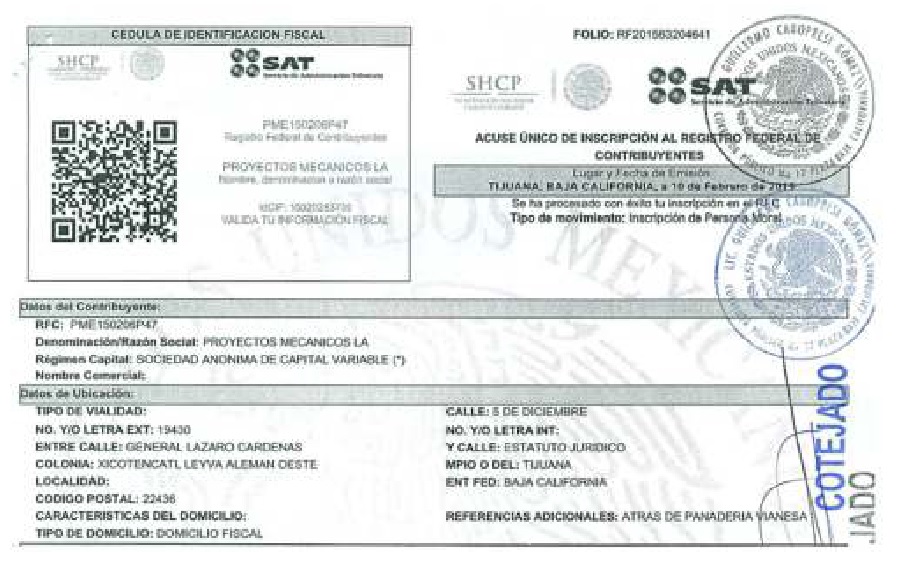 CEDULA DE IDENTIFICACION FISCAL
SHCP
SAT
Servicio de Administración Tributaria
PME150206P47
Registro Federal de Contribuyentes
PROYECTOS MECANICOS LA
Nombre, denominación o razón social
VALIDA TU INFORMACIÓN FISCAL
FOLIO: RF201563204641
SHCP
SAT
Servicio de Administración Tributaria
ACUSE ÚNICO DE INSCRIPCIÓN AL REGISTRO FEDERAL DE
CONTRIBUYENTES
Lugar y Fecha de Emisión
TIJUANA, BAJA CALIFORNIA, a 10 de Febrero de 2015
Se ha procesado con éxito tu inscripción en el RFC
Tipo de movimiento: Inscripción de Persona Moral
ESTADOS UNIDOS MEXICANOS
ESTADOS UNIDOS MEXICANOS
UNIDOS MEXIC
Datos del Contribuyente:
RFC: PME150206P47
Denominación/Razón Social: PROYECTOS MECANICOS LA
Régimen Capital: SOCIEDAD ANONIMA DE CAPITAL VARIABLE (*)
Nombre Comercial:
Datos de Ubicación:
TIPO DE VIALIDAD:
CALLE: 5 DE DICIEMBRE
NO. Y/O LETRA EXT: 19430
NO. Y/O LETRA INT:
ENTRE CALLE: GENERAL LAZARO CARDENAS
Y CALLE: ESTATUTO JURIDICO
COLONIA: XICOTENCATL LEYVA ALEMAN OESTE
MPIO O DEL: TIJUANA
LOCALIDAD:
ENT FED: BAJA CALIFORNIA
CODIGO POSTAL: 22436
CARACTERISTICAS DEL DOMICILIO:
REFERENCIAS ADICIONALES: ATRAS DE PANADERIA VIANESA
TIPO DE DOMICILIO: DOMICILIO FISCAL
COTEJADO
JADO